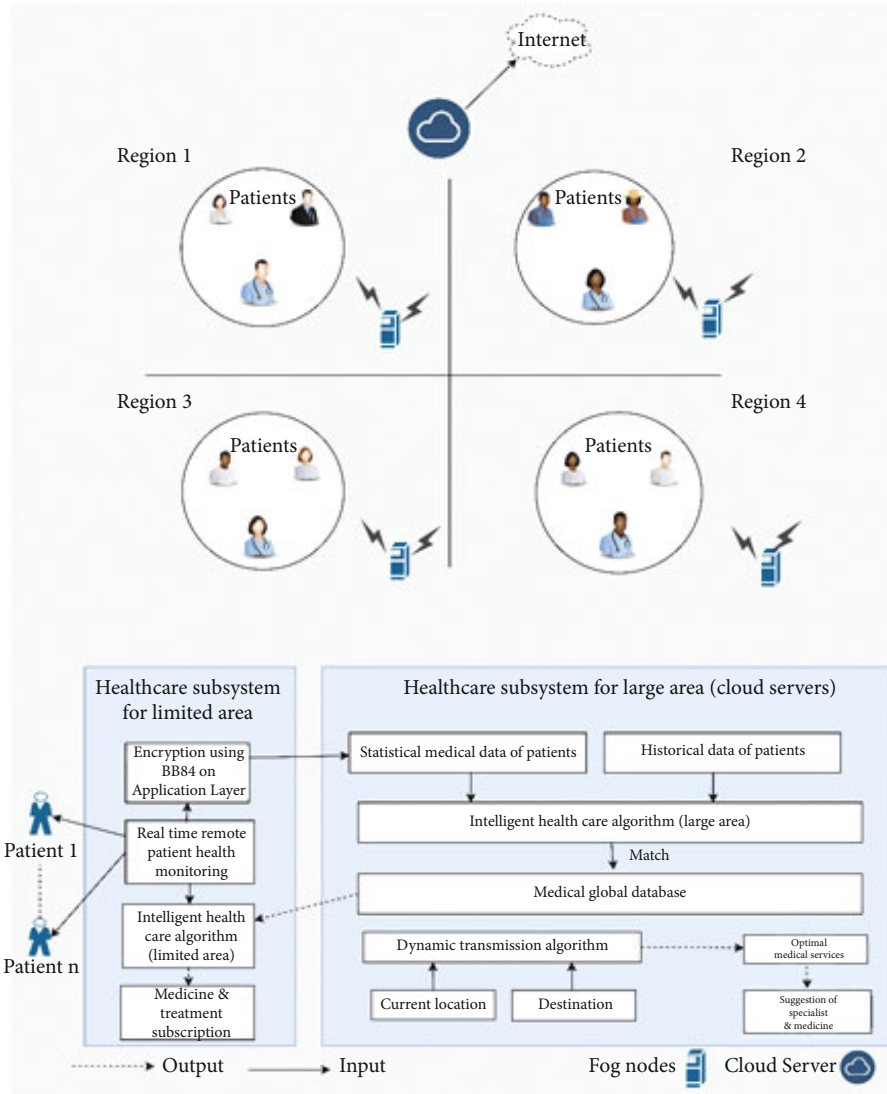 Internet
Region 1
Region 2
Patients
Patients
Region 3
Region 4
Patients
Patients
Healthcare subsystem
for limited area
Healthcare subsystem for large area (cloud servers)
Encryption using
BB84 on
Application Layer
Statistical medical data of patients
Historical data of patients
Patient 1
Real time remote
patient health
monitoring
Intelligent health care algorithm (large area)
Match
Medical global database
Patient n
Intelligent health
care algorithm
(limited area)
Dynamic transmission algorithm
Optimal
medical services
Medicine &
treatment
subscription
Current location
Destination
Suggestion of
specialist
& medicine
Output
Input
Fog nodes
Cloud Server